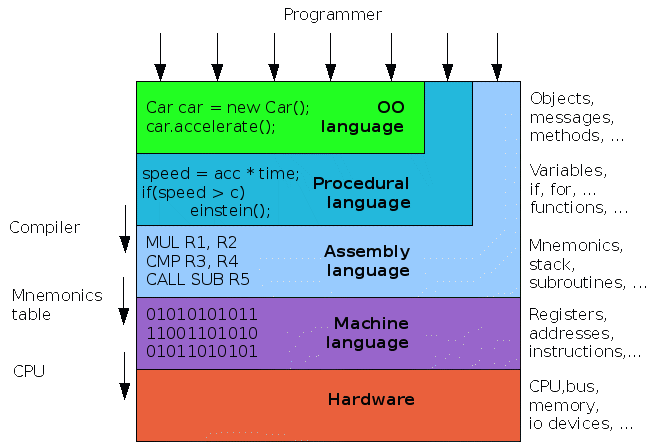 Programmer
Car car = new Car();
car.accelerate();
OO
language
Objects,
messages,
methods, ...
speed = acc * time;
if(speed > c)
einstein();
Procedural
language
Variables,
if, for, ...
functions, ...
Compiler
MUL R1, R2
CMP R3, R4
CALL SUB R5
Assembly
language
Mnemonics,
stack,
subroutines, ...
Mnemonics
table
01010101011
11001101010
01011010101
Machine
language
Registers,
addresses,
instructions,...
CPU
Hardware
CPU,bus,
memory,
io devices, ...